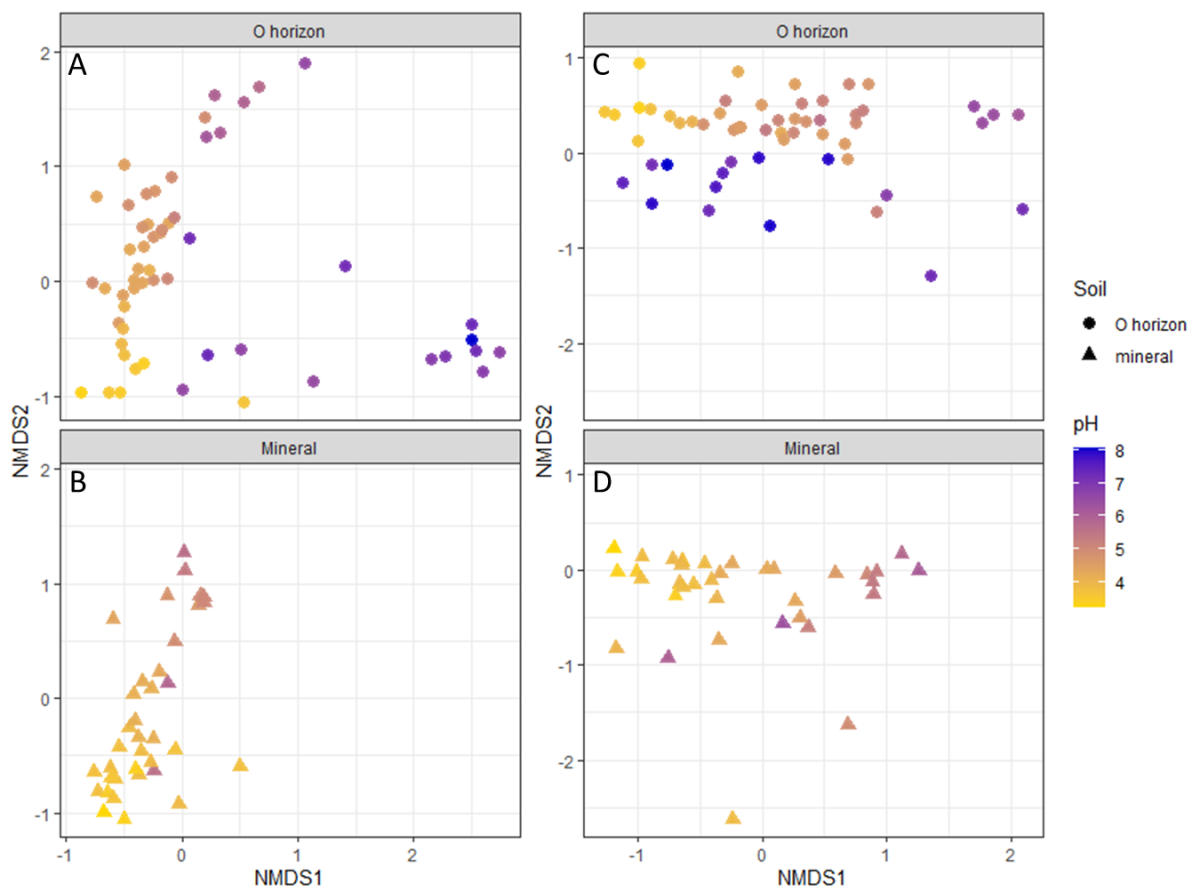 O horizon
A
2
1
0
-1
Mineral
B
2
1
0
-1
-1 0 1 2
NMDS1
NMDS2
O horizon
C
1
0
-1
-2
Mineral
D
1
0
-1
-2
-1 0 1 2
NMDS1
NMDS2
Soil
O horizon
mineral
pH
8
7
6
5
4